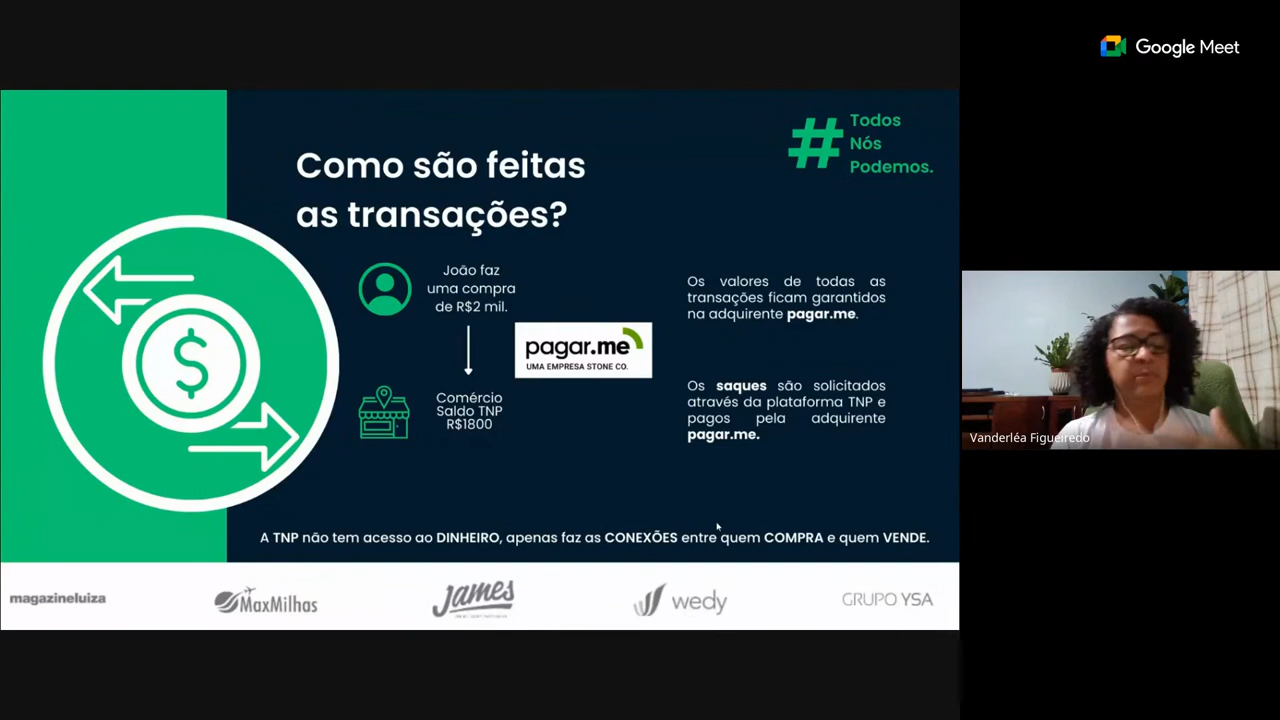 Google Meet
#
Todos
Nós
Podemos.
Como são feitas
as transações?
João faz
uma compra
de R$2 mil.
pagar.me
UMA EMPRESA STONE CO.
Comércio
Saldo TNP
R$1800
Os valores de todas as
transações ficam garantidos
na adquirente pagar.me.
Os saques são solicitados
através da plataforma TNP e
pagos pela adquirente
pagar.me.
$
A TNP não tem acesso ao DINHEIRO, apenas faz as CONEXÕES entre quem COMPRA e quem VENDE.
magazineluiza
MaxMilhas
James
wedy
GRUPO YSA
Vanderléa Figueiredo